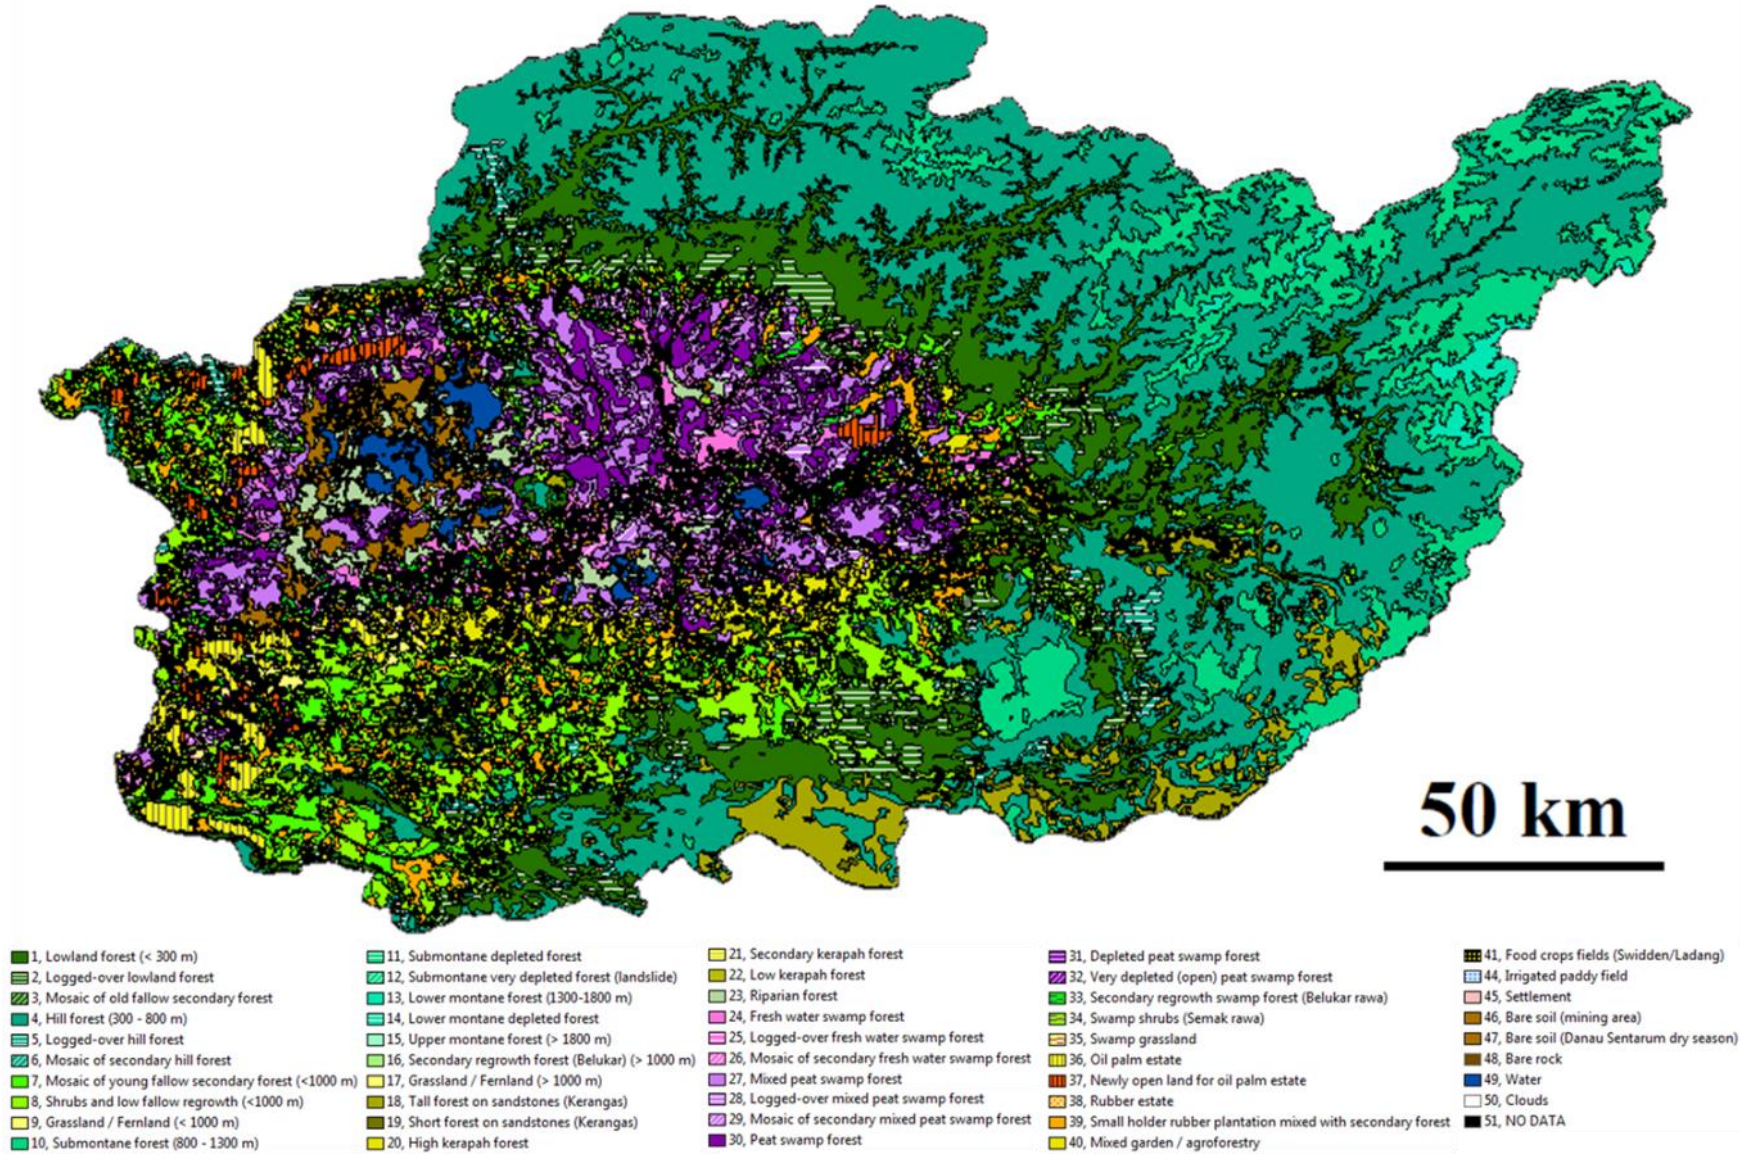 50 km
1, Lowland forest (< 300 m)
2, Logged-over lowland forest
3, Mosaic of old fallow secondary forest
4, Hill forest (300 - 800 m)
5, Logged-over hill forest
6, Mosaic of secondary hill forest
7, Mosaic of young fallow secondary forest (<1000 m)
8, Shrubs and low fallow regrowth (<1000 m)
9, Grassland / Fernland (< 1000 m)
10, Submontane forest (800 - 1300 m)
11, Submontane depleted forest
12, Submontane very depleted forest (landslide)
13, Lower montane forest (1300-1800 m)
14, Lower montane depleted forest
15, Upper montane forest (> 1800 m)
16, Secondary regrowth forest (Belukar) (> 1000 m)
17, Grassland / Fernland (> 1000 m)
18, Tall forest on sandstones (Kerangas)
19, Short forest on sandstones (Kerangas)
20, High kerapah forest
21, Secondary kerapah forest
22, Low kerapah forest
23, Riparian forest
24, Fresh water swamp forest
25, Logged-over fresh water swamp forest
26, Mosaic of secondary fresh water swamp forest
27, Mixed peat swamp forest
28, Logged-over mixed peat swamp forest
29, Mosaic of secondary mixed peat swamp forest
30, Peat swamp forest
31, Depleted peat swamp forest
32, Very depleted (open) peat swamp forest
33, Secondary regrowth swamp forest (Belukar rawa)
34, Swamp shrubs (Semak rawa)
35, Swamp grassland
36, Oil palm estate
37, Newly open land for oil palm estate
38, Rubber estate
39, Small holder rubber plantation mixed with secondary forest
40, Mixed garden / agroforestry
41, Food crops fields (Swidden/Ladang)
44, Irrigated paddy field
45, Settlement
46, Bare soil (mining area)
47, Bare soil (Danau Sentarum dry season)
48, Bare rock
49, Water
50, Clouds
51, NO DATA